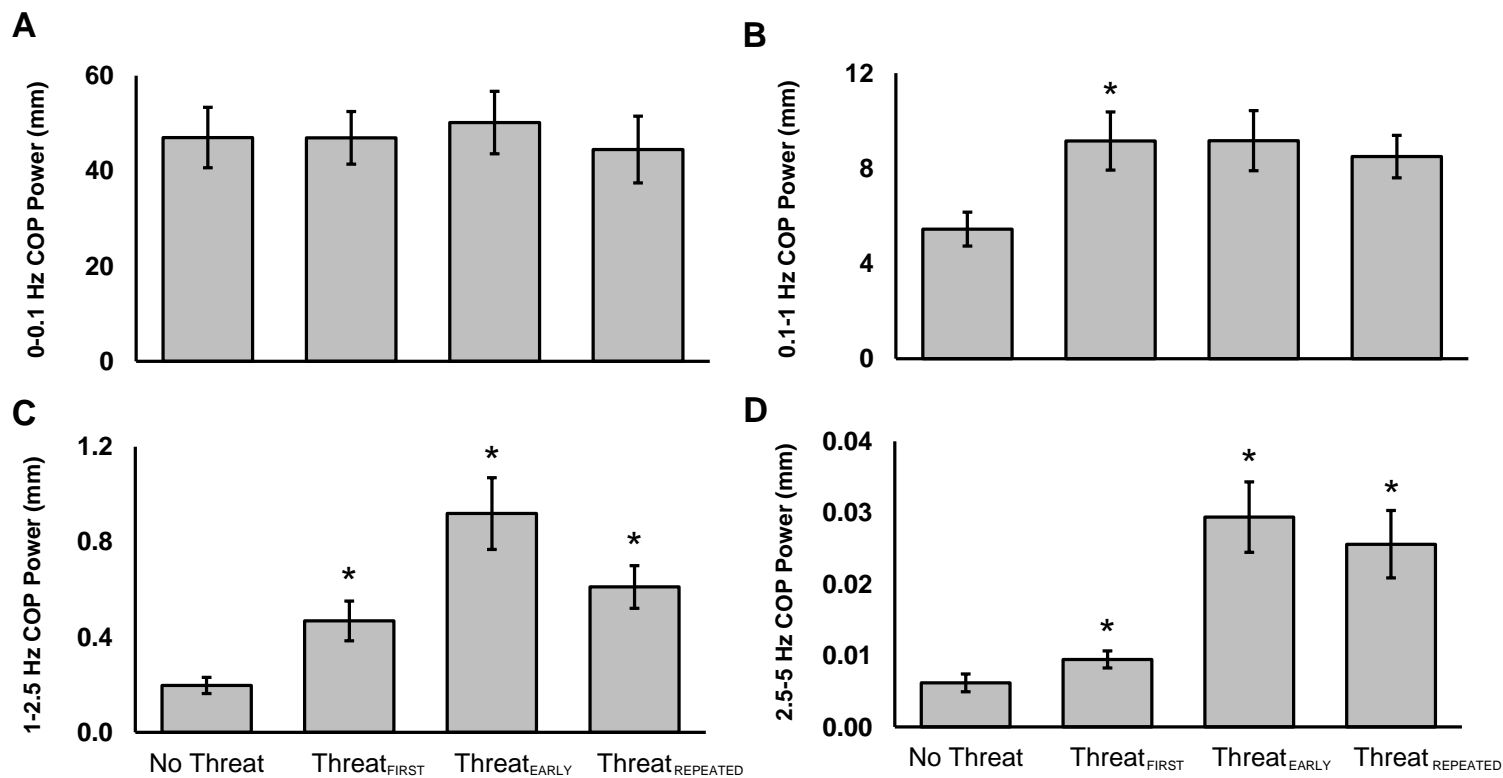 A
0-0.1 Hz COP Power (mm)
60
40
20
0
B
0.1-1 Hz COP Power (mm)
12
8
4
0
*
C
1-2.5 Hz COP Power (mm)
1.2
0.8
0.4
0.0
*
*
*
No Threat
ThreatFIRST
ThreatEARLY
ThreatREPEATED
D
2.5-5 Hz COP Power (mm)
0.04
0.03
0.02
0.01
0.00
*
*
*
No Threat
ThreatFIRST
ThreatEARLY
ThreatREPEATED